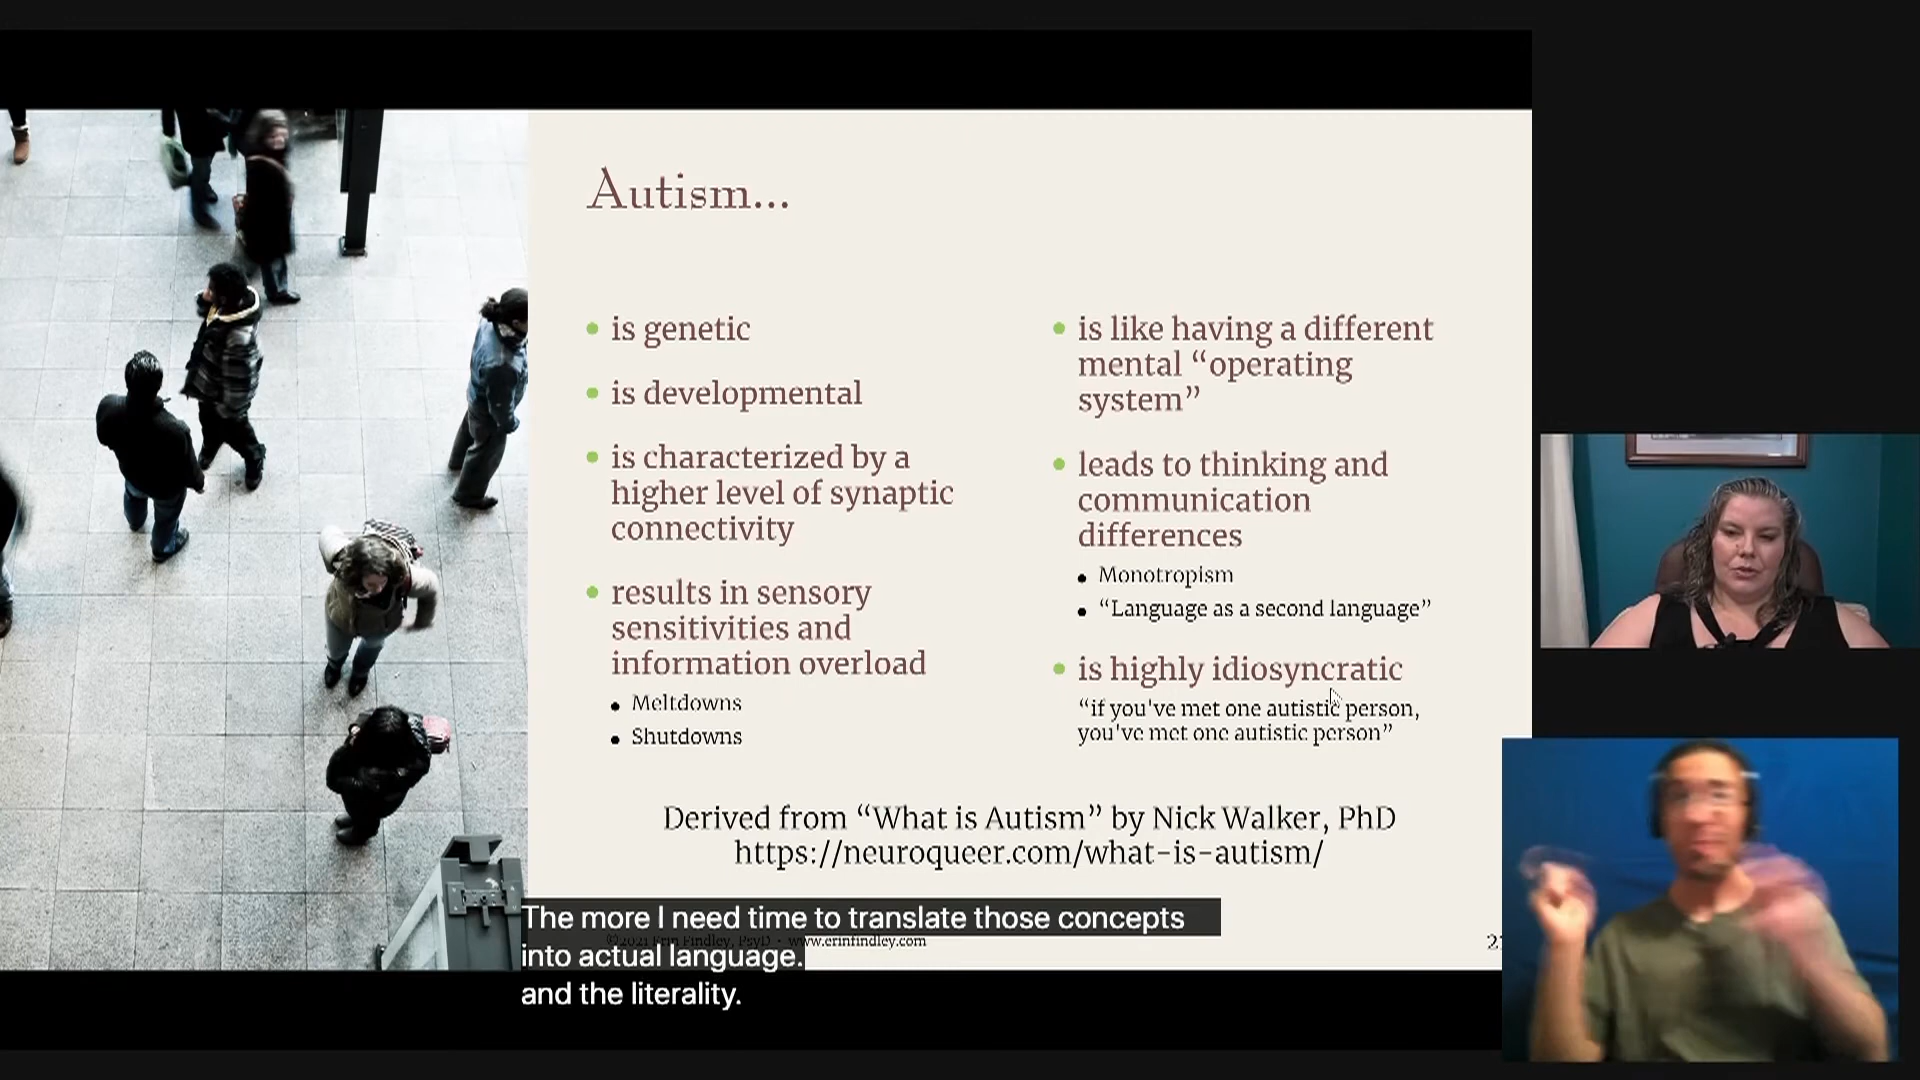 Autism...
is genetic
is developmental
is characterized by a
higher level of synaptic
connectivity
results in sensory
sensitivities and
information overload
Meltdowns
Shutdowns
is like having a different
mental “operating
system”
leads to thinking and
communication
differences
Monotropism
“Language as a second language”
is highly idiosyncratic
“if you've met one autistic person,
you've met one autistic person”
Derived from “What is Autism” by Nick Walker, PhD
https://neuroqueer.com/what-is-autism/
©2021 Erin Findley, PsyD • www.erinfindley.com
The more I need time to translate those concepts
into actual language.
and the literality.